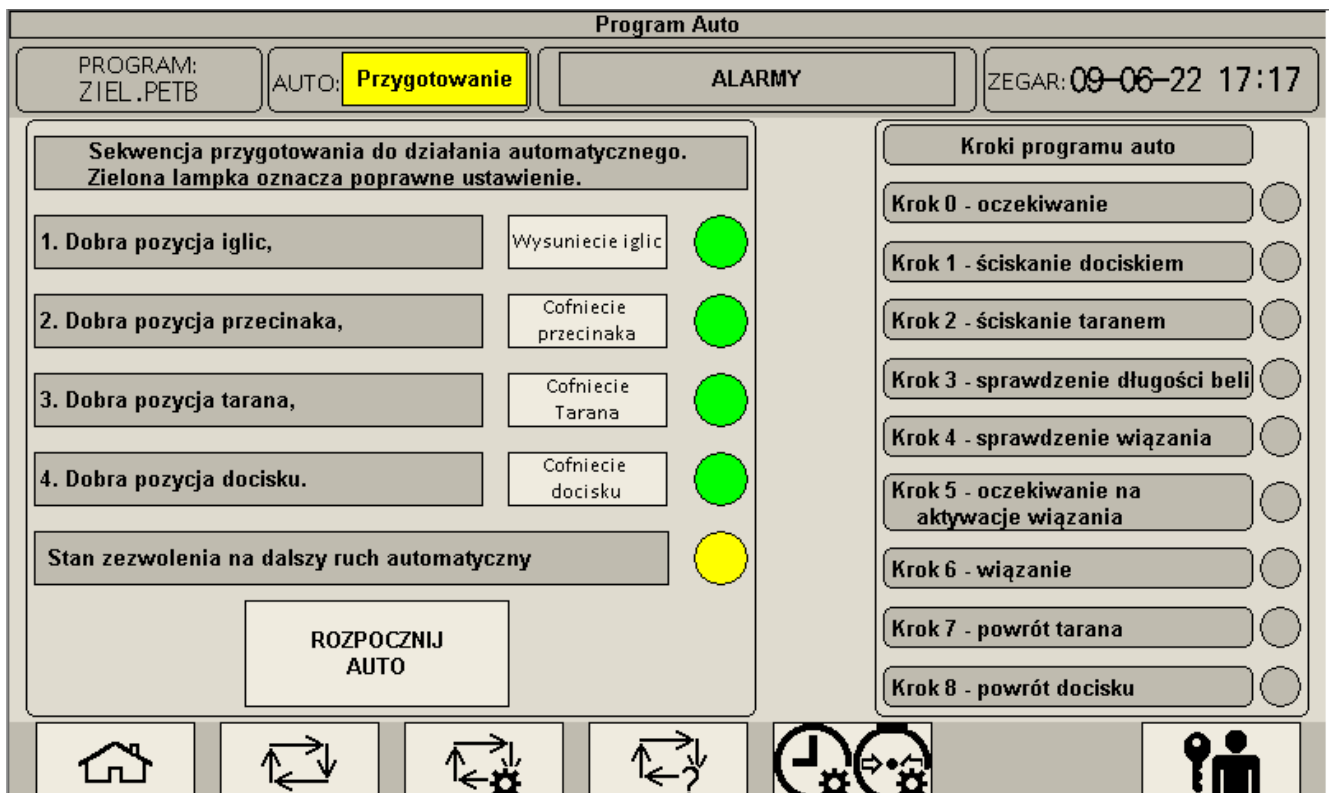 Program Auto
PROGRAM:
ZIEL.PETB
AUTO:
Przygotowanie
ALARMY
ZEGAR: 09-06-22 17:17
Sekwencja przygotowania do działania automatycznego.
Zielona lampka oznacza poprawne ustawienie.
1. Dobra pozycja iglic,
Wysuniecie iglic
2. Dobra pozycja przecinaka,
Cofniecie
przecinaka
3. Dobra pozycja tarana,
Cofniecie
Tarana
4. Dobra pozycja docisku.
Cofniecie
docisku
Stan zezwolenia na dalszy ruch automatyczny
ROZPOCZNIJ
AUTO
Kroki programu auto
Krok 0 - oczekiwanie
Krok 1 - ściskanie dociskiem
Krok 2 - ściskanie taranem
Krok 3 - sprawdzenie długości beli
Krok 4 - sprawdzenie wiązania
Krok 5 - oczekiwanie na
aktywacje wiązania
Krok 6 - wiązanie
Krok 7 - powrót tarana
Krok 8 - powrót docisku
?